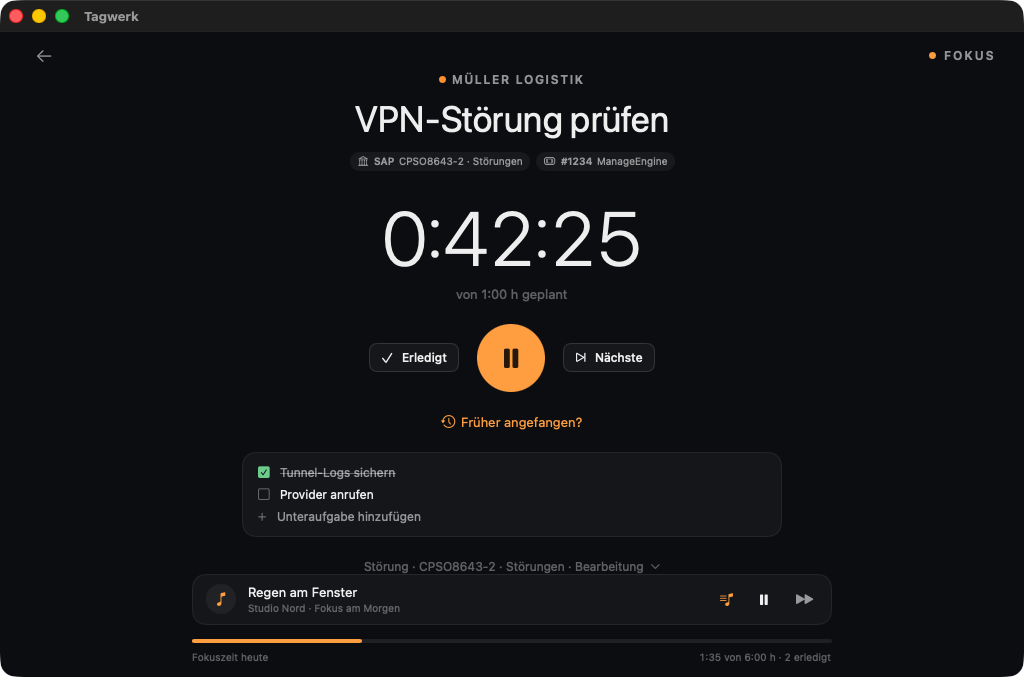 Tagwerk
FOKUS
MÜLLER LOGISTIK
VPN-Störung prüfen
SAP CPSO8643-2 · Störungen
#1234 ManageEngine
0:42:25
von 1:00 h geplant
Erledigt
Nächste
Früher angefangen?
Tunnel-Logs sichern
Provider anrufen
+ Unteraufgabe hinzufügen
Störung · CPSO8643-2 · Störungen · Bearbeitung
Regen am Fenster
Studio Nord · Fokus am Morgen
Fokuszeit heute
1:35 von 6:00 h · 2 erledigt